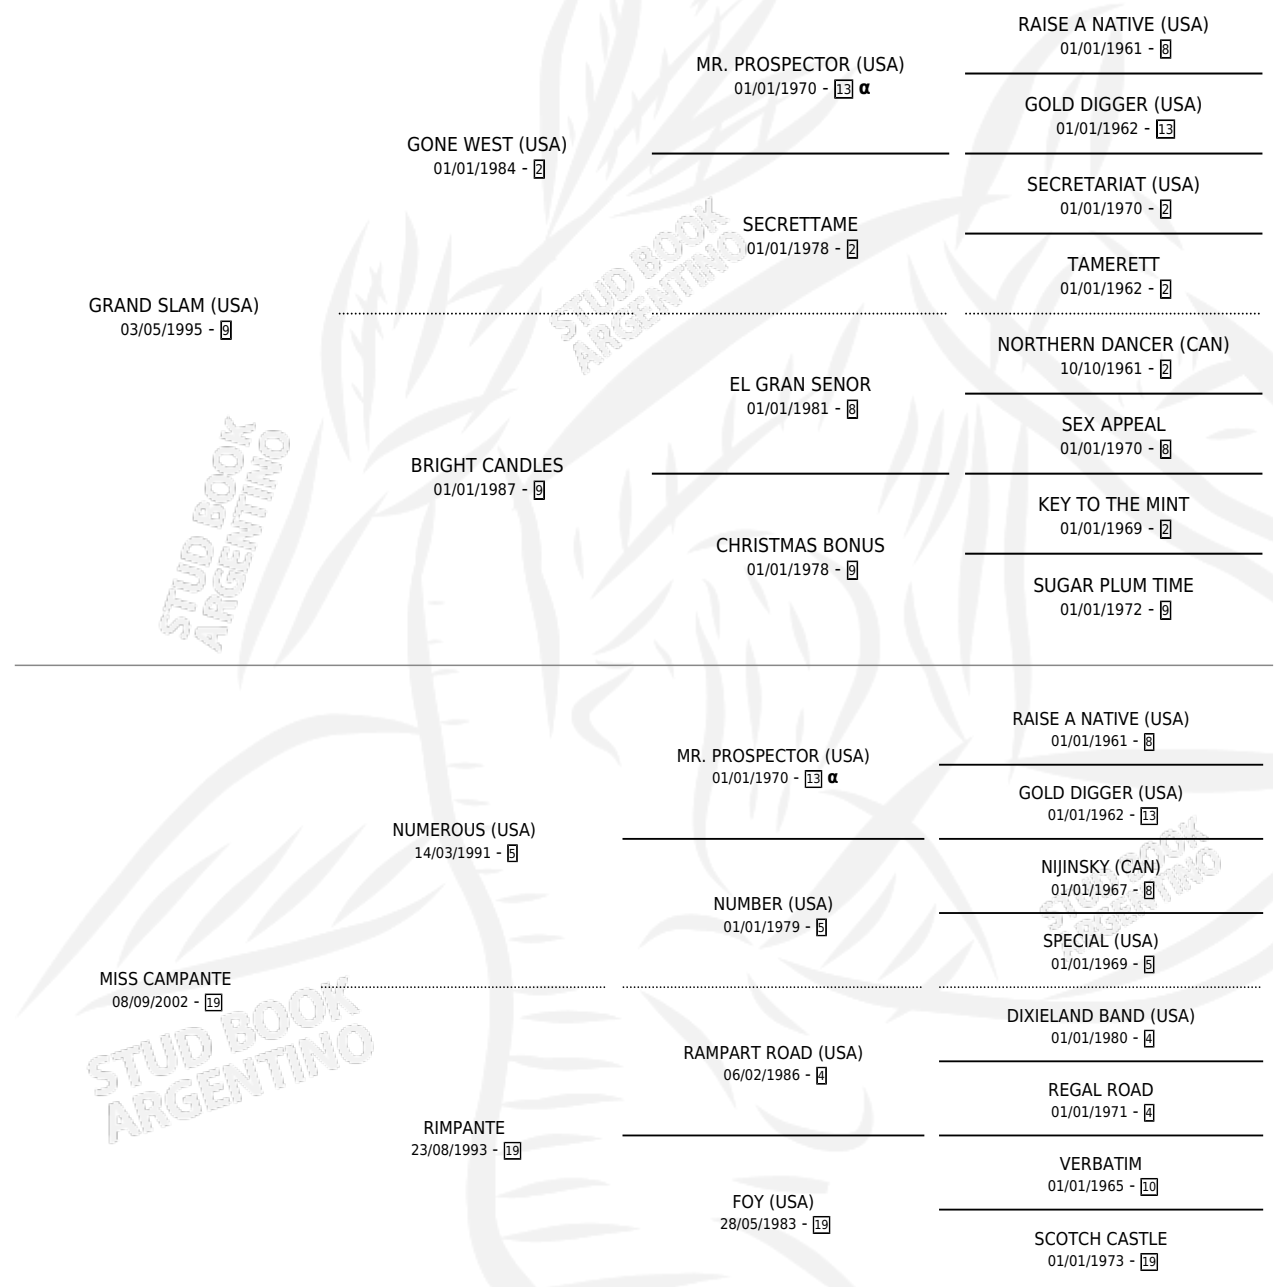 RAISE A NATIVE (USA)
01/01/1961 - 8
MR. PROSPECTOR (USA)
01/01/1970 - 13 α
GOLD DIGGER (USA)
01/01/1962 - 13
GONE WEST (USA)
01/01/1984 - 2
SECRETARIAT (USA)
01/01/1970 - 2
SECRETTAME
01/01/1978 - 2
TAMERETT
01/01/1962 - 2
GRAND SLAM (USA)
03/05/1995 - 9
NORTHERN DANCER (CAN)
10/10/1961 - 2
EL GRAN SENOR
01/01/1981 - 8
SEX APPEAL
01/01/1970 - 8
BRIGHT CANDLES
01/01/1987 - 9
KEY TO THE MINT
01/01/1969 - 2
CHRISTMAS BONUS
01/01/1978 - 9
SUGAR PLUM TIME
01/01/1972 - 9
RAISE A NATIVE (USA)
01/01/1961 - 8
MR. PROSPECTOR (USA)
01/01/1970 - 13 α
GOLD DIGGER (USA)
01/01/1962 - 13
NUMEROUS (USA)
14/03/1991 - 5
NIJINSKY (CAN)
01/01/1967 - 8
NUMBER (USA)
01/01/1979 - 5
SPECIAL (USA)
01/01/1969 - 5
MISS CAMPANTE
08/09/2002 - 19
DIXIELAND BAND (USA)
01/01/1980 - 4
RAMPART ROAD (USA)
06/02/1986 - 4
REGAL ROAD
01/01/1971 - 4
RIMPANTE
23/08/1993 - 19
VERBATIM
01/01/1965 - 10
FOY (USA)
28/05/1983 - 19
SCOTCH CASTLE
01/01/1973 - 19
STUD BOOK
ARGENTINO
STUD BOOK
ARGENTINO
STUD BOOK
ARGENTINO
STUD BOOK
ARGENTINO